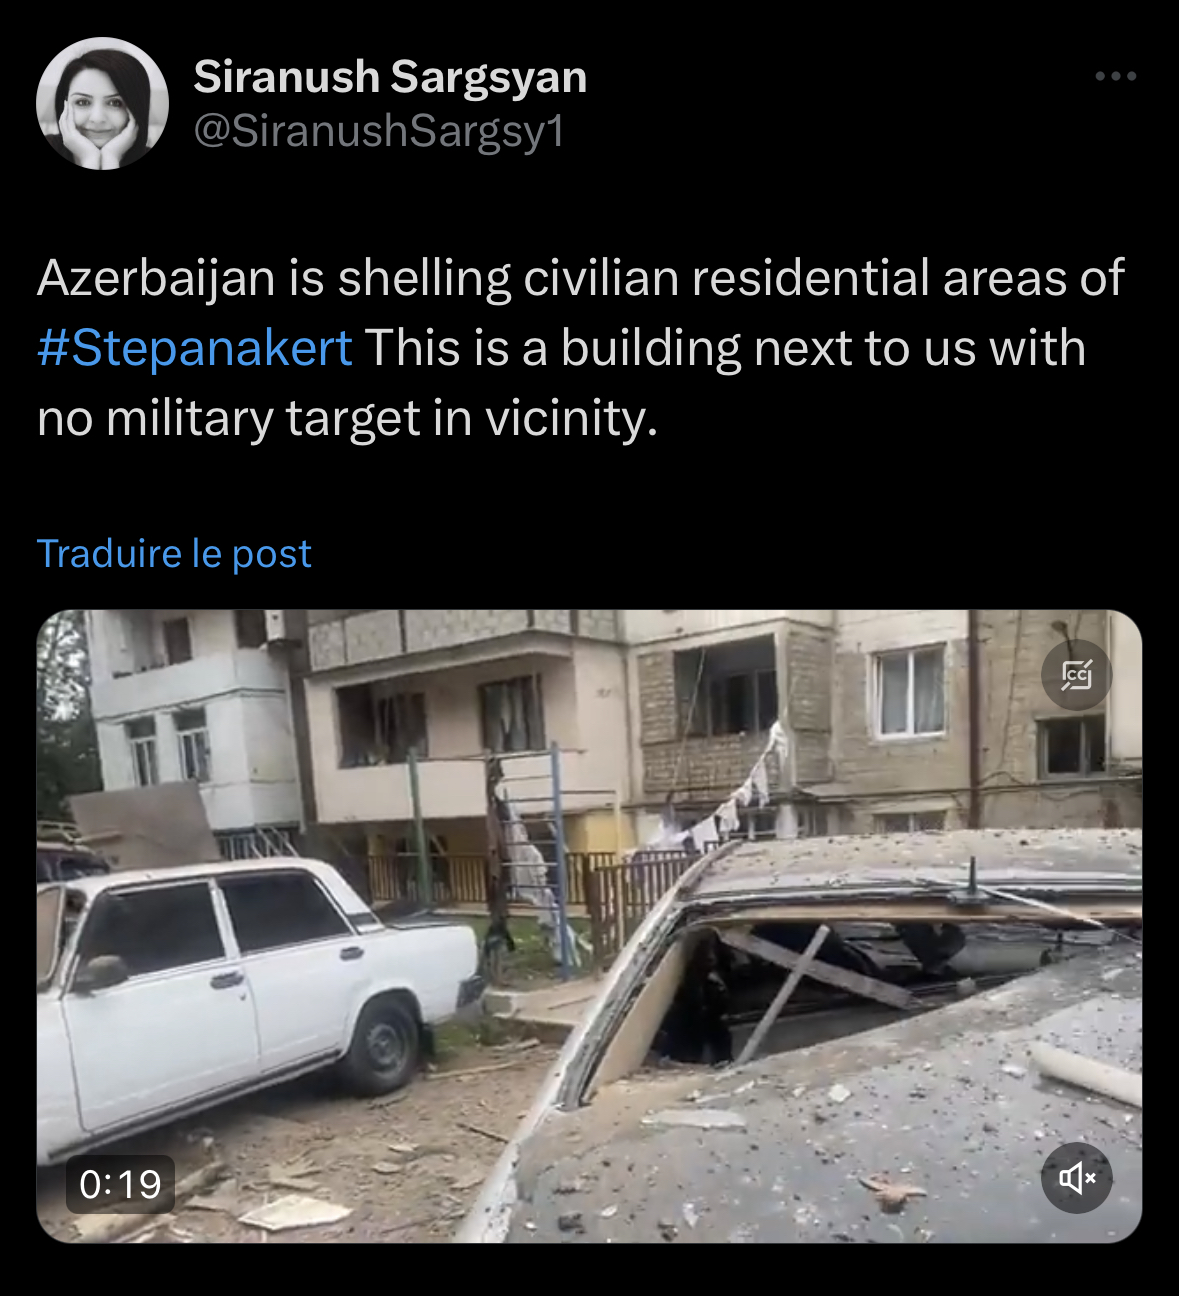 Siranush Sargsyan
@SiranushSargsy1
Azerbaijan is shelling civilian residential areas of
#Stepanakert This is a building next to us with
no military target in vicinity.
Traduire le post
CC
0:19